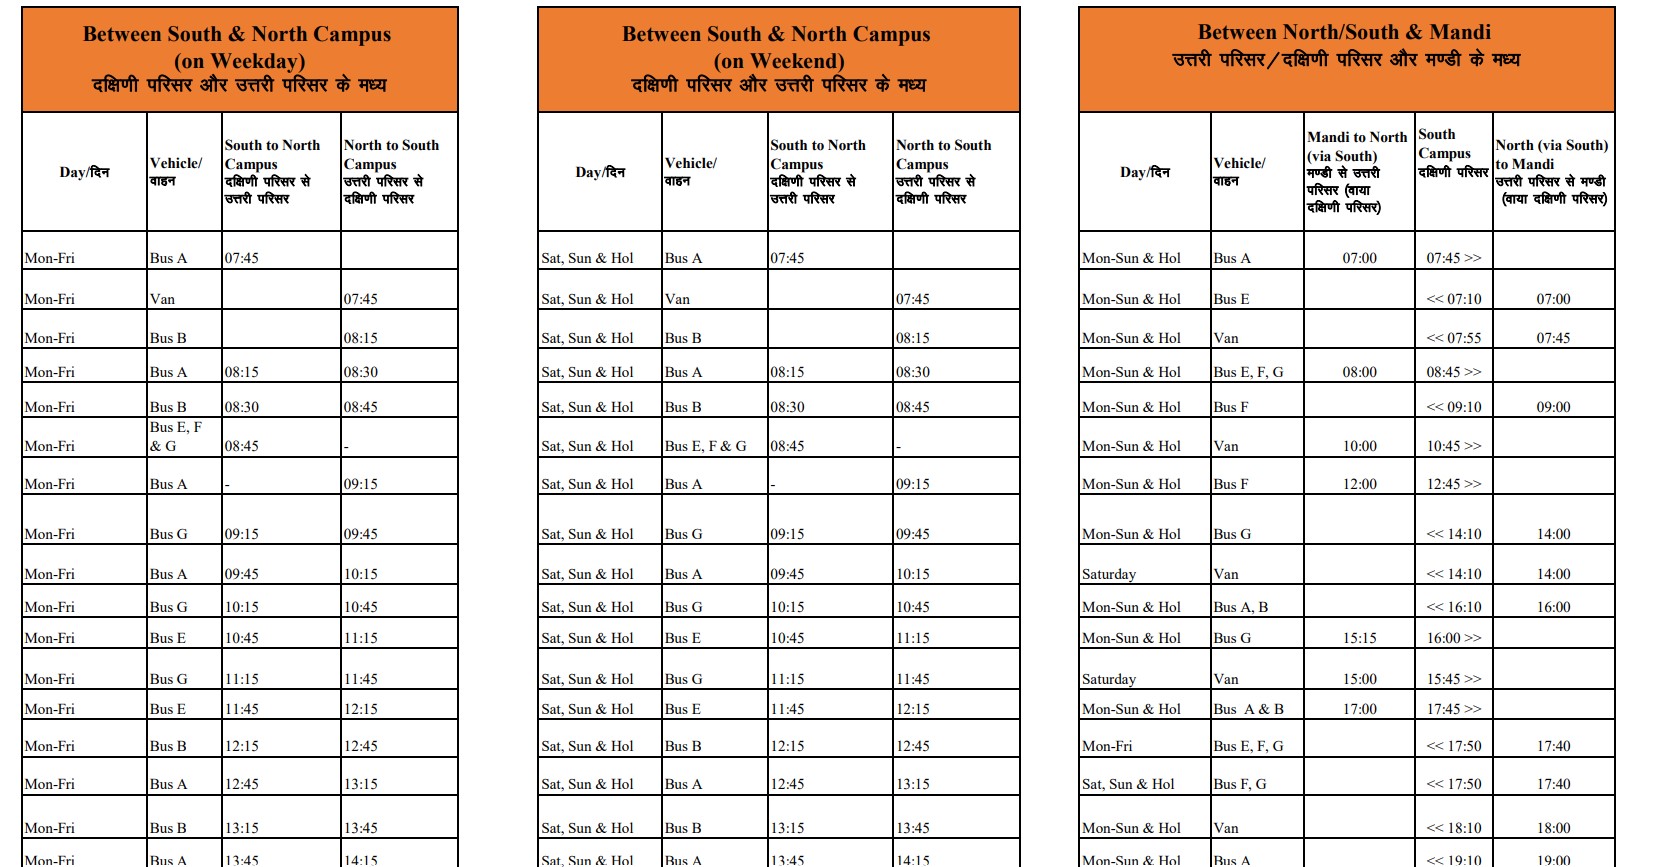 Between South & North Campus
(on Weekday)
दक्षिणी परिसर और उत्तरी परिसर के मध्य
Day/दिन Vehicle/ वाहन South to North Campus दक्षिणी परिसर से उत्तरी परिसर North to South Campus उत्तरी परिसर से दक्षिणी परिसर
Mon-Fri Bus A 07:45
Mon-Fri Van 07:45
Mon-Fri Bus B 08:15
Mon-Fri Bus A 08:15 08:30
Mon-Fri Bus B 08:30 08:45
Mon-Fri Bus E, F & G 08:45 -
Mon-Fri Bus A - 09:15
Mon-Fri Bus G 09:15 09:45
Mon-Fri Bus A 09:45 10:15
Mon-Fri Bus G 10:15 10:45
Mon-Fri Bus E 10:45 11:15
Mon-Fri Bus G 11:15 11:45
Mon-Fri Bus E 11:45 12:15
Mon-Fri Bus B 12:15 12:45
Mon-Fri Bus A 12:45 13:15
Mon-Fri Bus B 13:15 13:45
Mon-Fri Bus A 13:45 14:15
Between South & North Campus
(on Weekend)
दक्षिणी परिसर और उत्तरी परिसर के मध्य
Day/दिन Vehicle/ वाहन South to North Campus दक्षिणी परिसर से उत्तरी परिसर North to South Campus उत्तरी परिसर से दक्षिणी परिसर
Sat, Sun & Hol Bus A 07:45
Sat, Sun & Hol Van 07:45
Sat, Sun & Hol Bus B 08:15
Sat, Sun & Hol Bus A 08:15 08:30
Sat, Sun & Hol Bus B 08:30 08:45
Sat, Sun & Hol Bus E, F & G 08:45 -
Sat, Sun & Hol Bus A - 09:15
Sat, Sun & Hol Bus G 09:15 09:45
Sat, Sun & Hol Bus A 09:45 10:15
Sat, Sun & Hol Bus G 10:15 10:45
Sat, Sun & Hol Bus E 10:45 11:15
Sat, Sun & Hol Bus G 11:15 11:45
Sat, Sun & Hol Bus E 11:45 12:15
Sat, Sun & Hol Bus B 12:15 12:45
Sat, Sun & Hol Bus A 12:45 13:15
Sat, Sun & Hol Bus B 13:15 13:45
Sat, Sun & Hol Bus A 13:45 14:15
Between North/South & Mandi
उत्तरी परिसर/दक्षिणी परिसर और मण्डी के मध्य
Day/दिन Vehicle/ वाहन Mandi to North (via South) मण्डी से उत्तरी परिसर (वाया दक्षिणी परिसर) South Campus दक्षिणी परिसर North (via South) to Mandi उत्तरी परिसर से मण्डी (वाया दक्षिणी परिसर)
Mon-Sun & Hol Bus A 07:00 07:45 >>
Mon-Sun & Hol Bus E << 07:10 07:00
Mon-Sun & Hol Van << 07:55 07:45
Mon-Sun & Hol Bus E, F, G 08:00 08:45 >>
Mon-Sun & Hol Bus F << 09:10 09:00
Mon-Sun & Hol Van 10:00 10:45 >>
Mon-Sun & Hol Bus F 12:00 12:45 >>
Mon-Sun & Hol Bus G << 14:10 14:00
Saturday Van << 14:10 14:00
Mon-Sun & Hol Bus A, B << 16:10 16:00
Mon-Sun & Hol Bus G 15:15 16:00 >>
Saturday Van 15:00 15:45 >>
Mon-Sun & Hol Bus A & B 17:00 17:45 >>
Mon-Fri Bus E, F, G << 17:50 17:40
Sat, Sun & Hol Bus F, G << 17:50 17:40
Mon-Sun & Hol Van << 18:10 18:00
Mon-Sun & Hol Bus A << 19:10 19:00